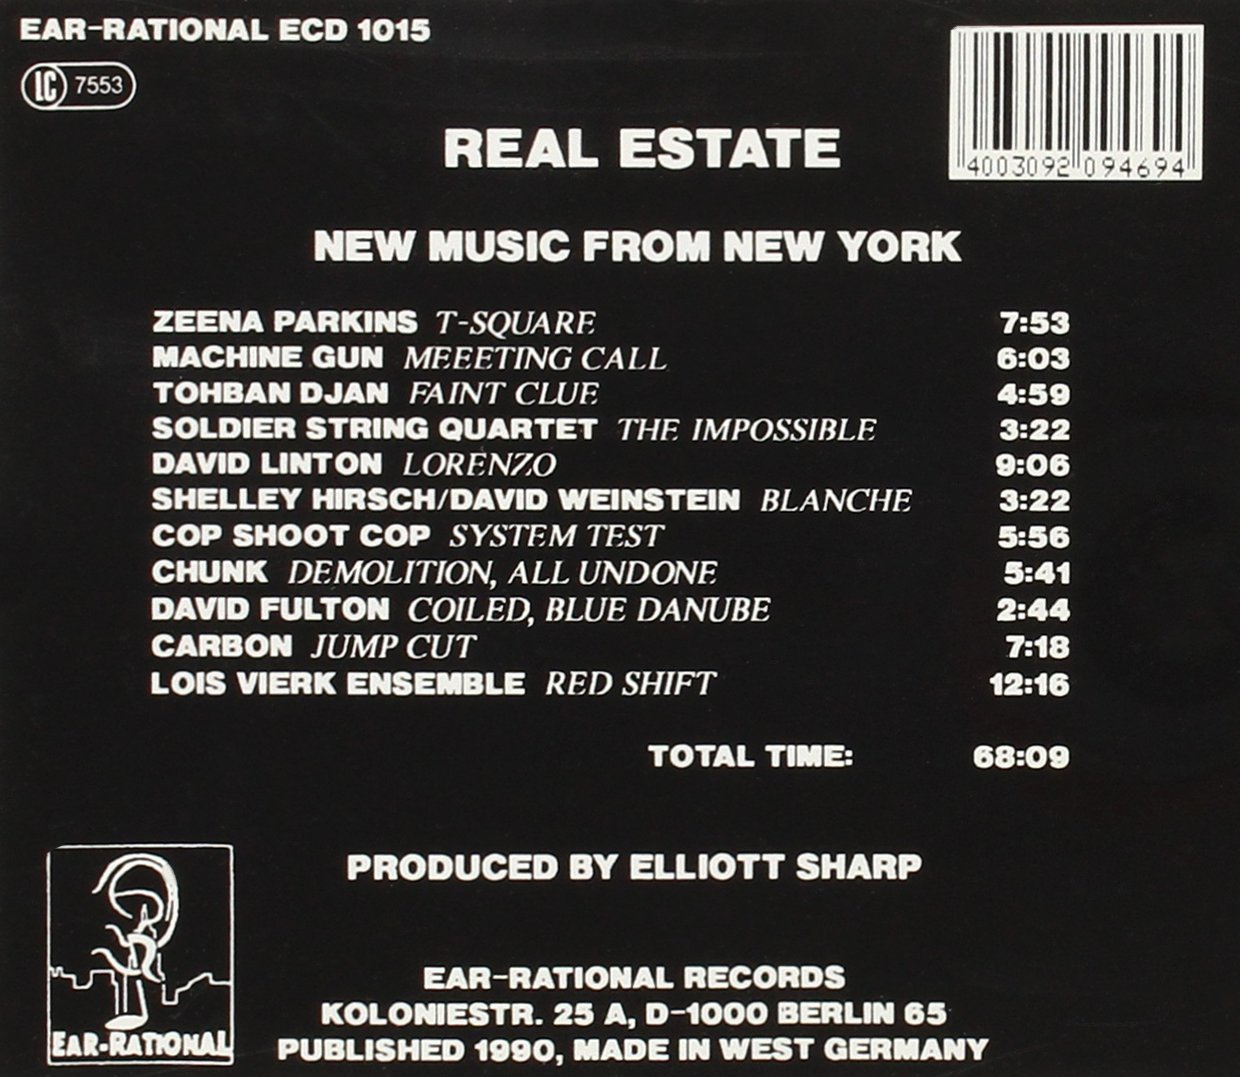 EAR-RATIONAL ECD 1015
LC 7553
4003092 094694
REAL ESTATE
NEW MUSIC FROM NEW YORK
ZEENA PARKINS T-SQUARE 7:53
MACHINE GUN MEEETING CALL 6:03
TOHBAN DJAN FAINT CLUE 4:59
SOLDIER STRING QUARTET THE IMPOSSIBLE 3:22
DAVID LINTON LORENZO 9:06
SHELLEY HIRSCH/DAVID WEINSTEIN BLANCHE 3:22
COP SHOOT COP SYSTEM TEST 5:56
CHUNK DEMOLITION, ALL UNDONE 5:41
DAVID FULTON COILED, BLUE DANUBE 2:44
CARBON JUMP CUT 7:18
LOIS VIERK ENSEMBLE RED SHIFT 12:16
TOTAL TIME: 68:09
PRODUCED BY ELLIOTT SHARP
EAR-RATIONAL
EAR-RATIONAL RECORDS
KOLONIESTR. 25 A, D-1000 BERLIN 65
PUBLISHED 1990, MADE IN WEST GERMANY